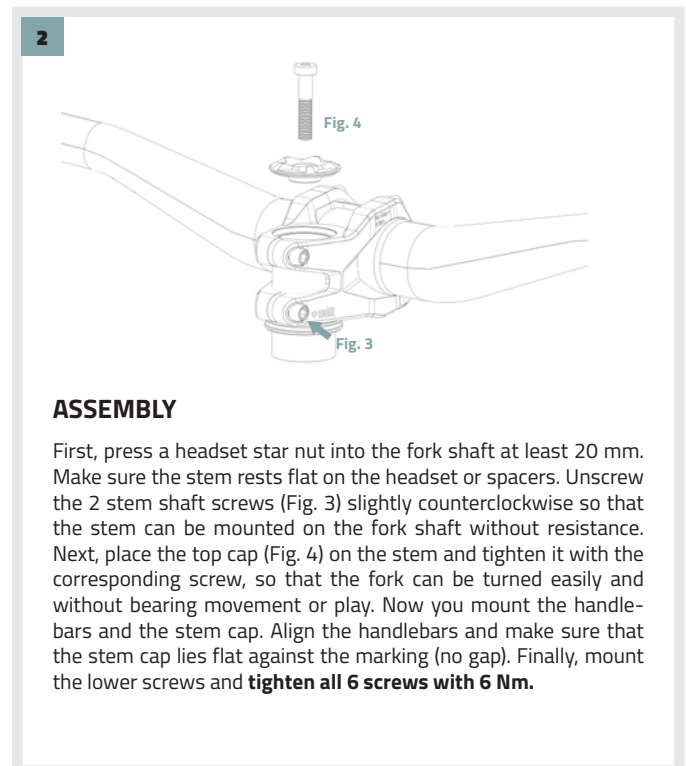 2
Fig. 4
Fig. 3
ASSEMBLY
First, press a headset star nut into the fork shaft at least 20 mm.
Make sure the stem rests flat on the headset or spacers. Unscrew
the 2 stem shaft screws (Fig. 3) slightly counterclockwise so that
the stem can be mounted on the fork shaft without resistance.
Next, place the top cap (Fig. 4) on the stem and tighten it with the
corresponding screw, so that the fork can be turned easily and
without bearing movement or play. Now you mount the handle-
bars and the stem cap. Align the handlebars and make sure that
the stem cap lies flat against the marking (no gap). Finally, mount
the lower screws and tighten all 6 screws with 6 Nm.